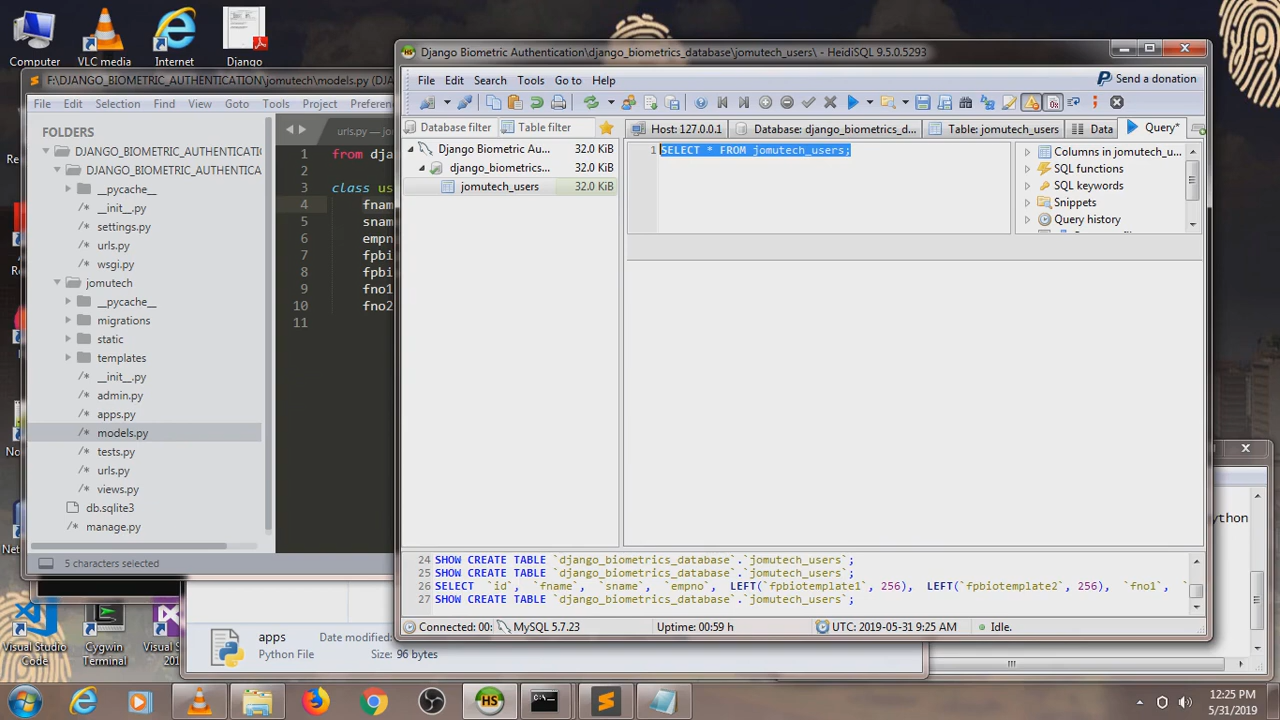 Computer
VLC media
Internet
Django
F:\DJANGO_BIOMETRIC_AUTHENTICATION\jomutech\models.py (DJA
File Edit Selection Find View Goto Tools Project Preferen
FOLDERS
DJANGO_BIOMETRIC_AUTHENTICATI
DJANGO_BIOMETRIC_AUTHENTICA
__pycache__
__init__.py
settings.py
urls.py
wsgi.py
jomutech
__pycache__
migrations
static
templates
__init__.py
admin.py
apps.py
models.py
tests.py
urls.py
views.py
db.sqlite3
manage.py
5 characters selected
urls.py — jo
1 from djan
2
3 class us
4 fnam
5 snam
6 empn
7 fpbi
8 fpbi
9 fno1
10 fno2
11
Django Biometric Authentication\django_biometrics_database\jomutech_users\ - HeidiSQL 9.5.0.5293
File Edit Search Tools Go to Help
Send a donation
Database filter
Table filter
Host: 127.0.0.1
Database: django_biometrics_d...
Table: jomutech_users
Data
Query*
Django Biometric Au... 32.0 KiB
django_biometrics... 32.0 KiB
jomutech_users 32.0 KiB
1 SELECT * FROM jomutech_users;
Columns in jomutech_u...
SQL functions
SQL keywords
Snippets
Query history
24 SHOW CREATE TABLE `django_biometrics_database`.`jomutech_users`;
25 SHOW CREATE TABLE `django_biometrics_database`.`jomutech_users`;
26 SELECT `id`, `fname`, `sname`, `empno`, LEFT(`fpbiotemplate1`, 256), LEFT(`fpbiotemplate2`, 256), `fno1`,
27 SHOW CREATE TABLE `django_biometrics_database`.`jomutech_users`;
Connected: 00:
MySQL 5.7.23
Uptime: 00:59 h
UTC: 2019-05-31 9:25 AM
Idle.
ython
apps
Python File
Date modified:
Size: 96 bytes
Visual Studio
Code
Cygwin
Terminal
Visual S
201
12:25 PM
5/31/2019